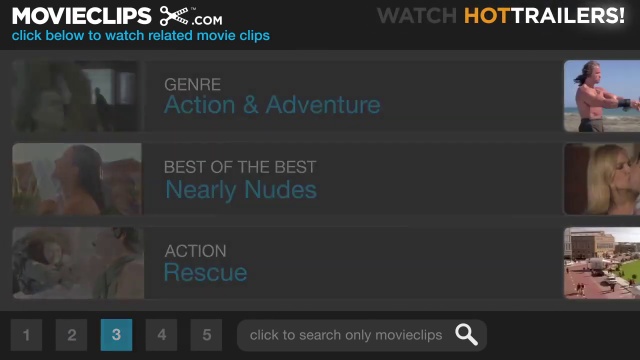 MOVIECLIPS .COM
WATCH HOTTRAILERS!
click below to watch related movie clips
GENRE
Action & Adventure
BEST OF THE BEST
Nearly Nudes
ACTION
Rescue
1 2 3 4 5 click to search only movieclips